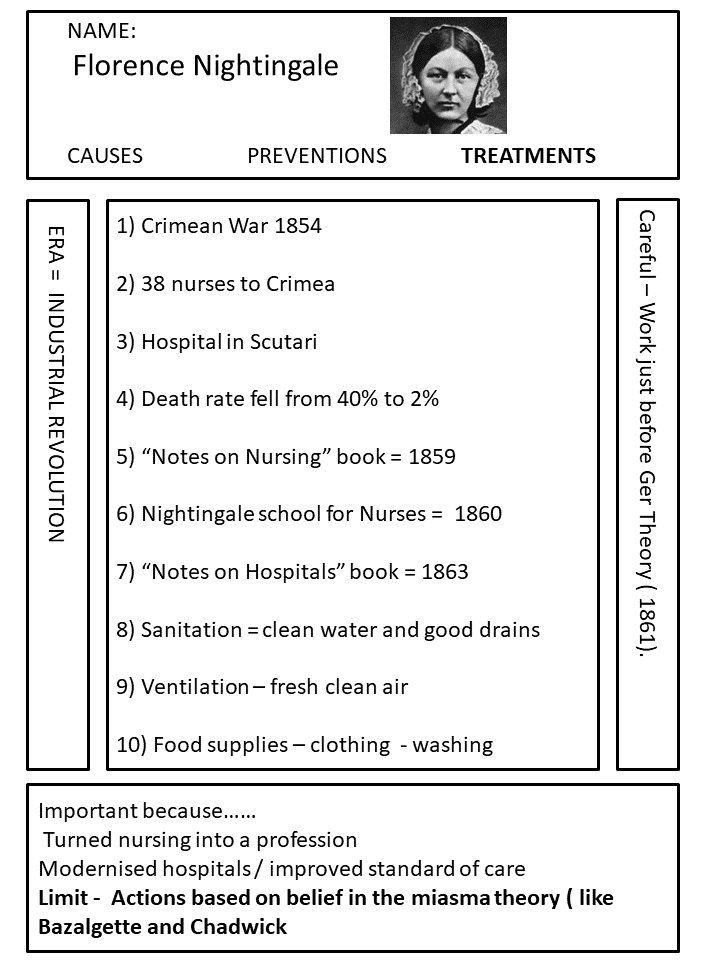 NAME:
Florence Nightingale
CAUSES PREVENTIONS TREATMENTS
ERA = INDUSTRIAL REVOLUTION
1) Crimean War 1854
2) 38 nurses to Crimea
3) Hospital in Scutari
4) Death rate fell from 40% to 2%
5) “Notes on Nursing” book = 1859
6) Nightingale school for Nurses = 1860
7) “Notes on Hospitals” book = 1863
8) Sanitation = clean water and good drains
9) Ventilation – fresh clean air
10) Food supplies – clothing - washing
Careful – Work just before Ger Theory ( 1861).
Important because……
Turned nursing into a profession
Modernised hospitals / improved standard of care
Limit - Actions based on belief in the miasma theory ( like
Bazalgette and Chadwick